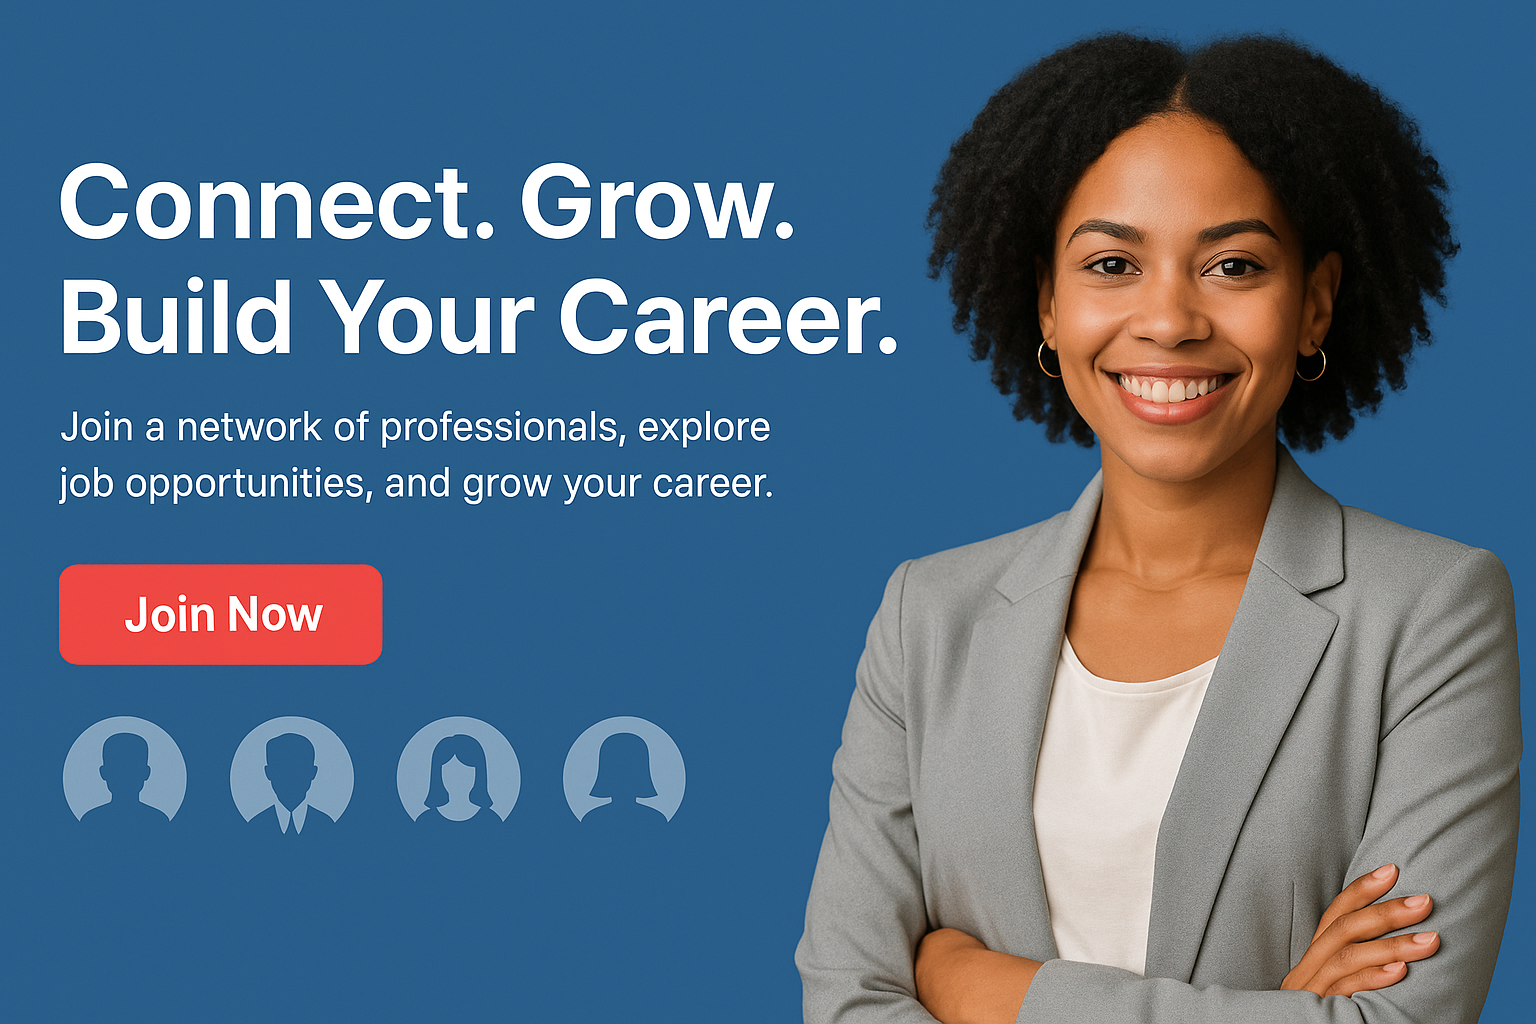 Connect. Grow.
Build Your Career.
Join a network of professionals, explore
job opportunities, and grow your career.
Join Now